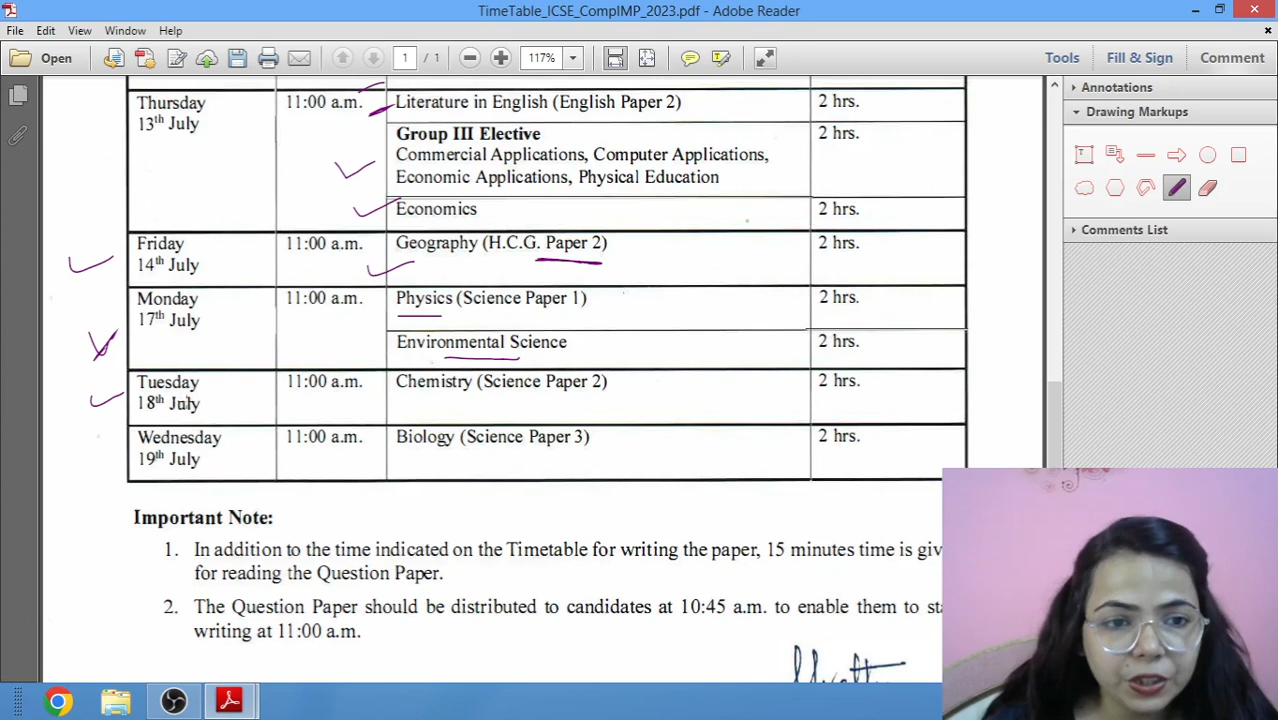 TimeTable_ICSE_CompIMP_2023.pdf - Adobe Reader
File Edit View Window Help
Open 1 / 1 117% Tools Fill & Sign Comment
Annotations
Drawing Markups
Comments List
Thursday 11:00 a.m. Literature in English (English Paper 2) 2 hrs.
13th July
Group III Elective 2 hrs.
Commercial Applications, Computer Applications,
Economic Applications, Physical Education
Economics 2 hrs.
Friday 11:00 a.m. Geography (H.C.G. Paper 2) 2 hrs.
14th July
Monday 11:00 a.m. Physics (Science Paper 1) 2 hrs.
17th July
Environmental Science 2 hrs.
Tuesday 11:00 a.m. Chemistry (Science Paper 2) 2 hrs.
18th July
Wednesday 11:00 a.m. Biology (Science Paper 3) 2 hrs.
19th July
Important Note:
1. In addition to the time indicated on the Timetable for writing the paper, 15 minutes time is giv
for reading the Question Paper.
2. The Question Paper should be distributed to candidates at 10:45 a.m. to enable them to sta
writing at 11:00 a.m.